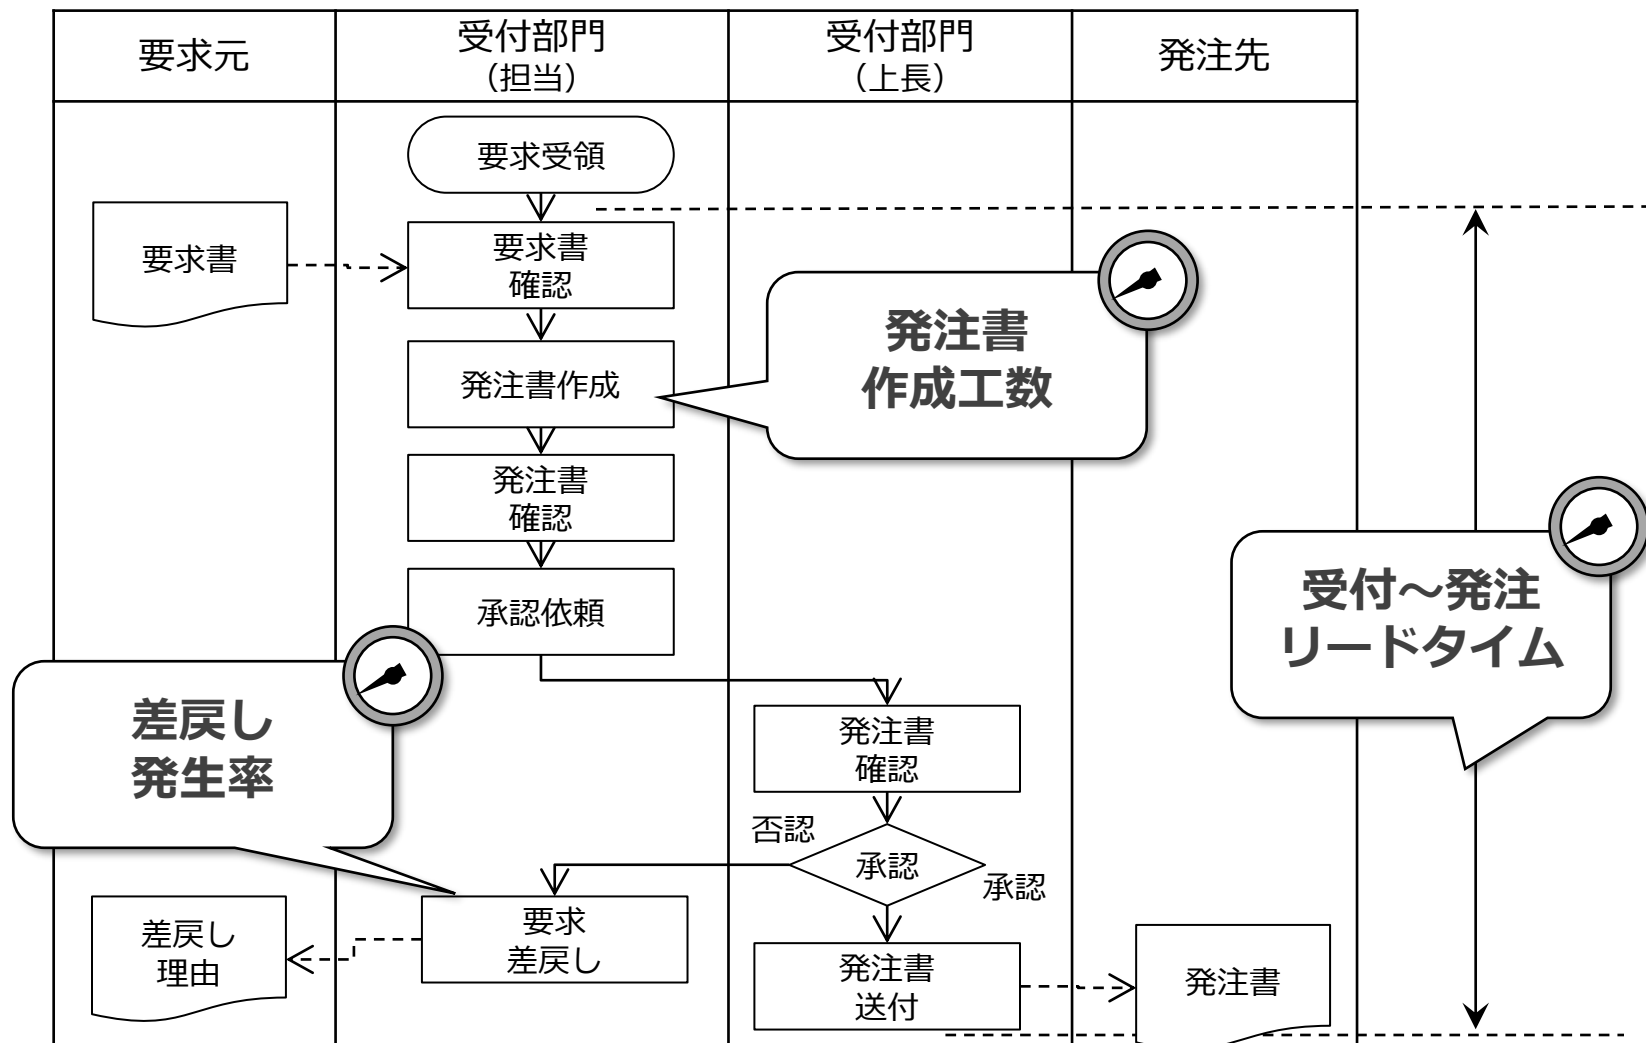 要求元
受付部門
（担当）
受付部門
（上長）
発注先
要求受領
要求書
要求書
確認
発注書
作成工数
発注書作成
発注書
確認
受付～発注
リードタイム
承認依頼
差戻し
発生率
発注書
確認
否認
承認
承認
要求
差戻し
差戻し
理由
発注書
送付
発注書